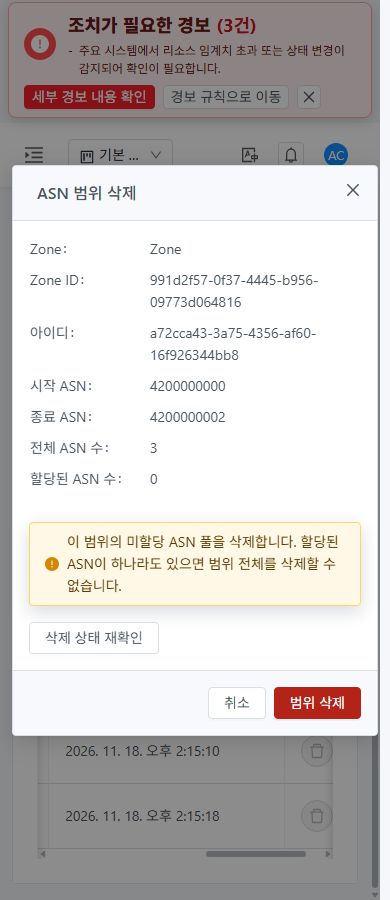 조치가 필요한 경보 (3건)
- 주요 시스템에서 리소스 임계치 초과 또는 상태 변경이
감지되어 확인이 필요합니다.
세부 경보 내용 확인
경보 규칙으로 이동
기본 ...
AC
ASN 범위 삭제
Zone: Zone
Zone ID: 991d2f57-0f37-4445-b956-
09773d064816
아이디: a72cca43-3a75-4356-af60-
16f926344bb8
시작 ASN: 4200000000
종료 ASN: 4200000002
전체 ASN 수: 3
할당된 ASN 수: 0
이 범위의 미할당 ASN 풀을 삭제합니다. 할당된
ASN이 하나라도 있으면 범위 전체를 삭제할 수
없습니다.
삭제 상태 재확인
취소
범위 삭제
2026. 11. 18. 오후 2:15:10
2026. 11. 18. 오후 2:15:18